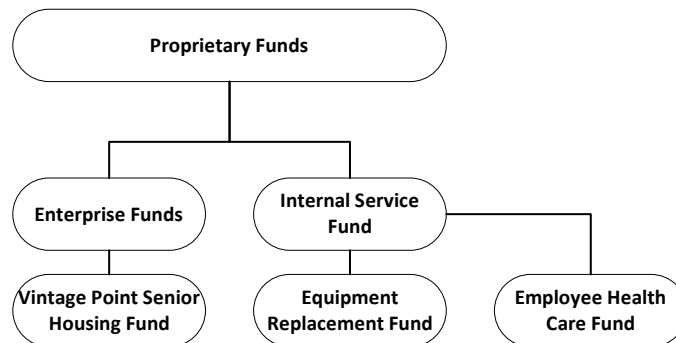 Proprietary Funds
Enterprise Funds
Internal Service
Fund
Vintage Point Senior
Housing Fund
Equipment
Replacement Fund
Employee Health
Care Fund